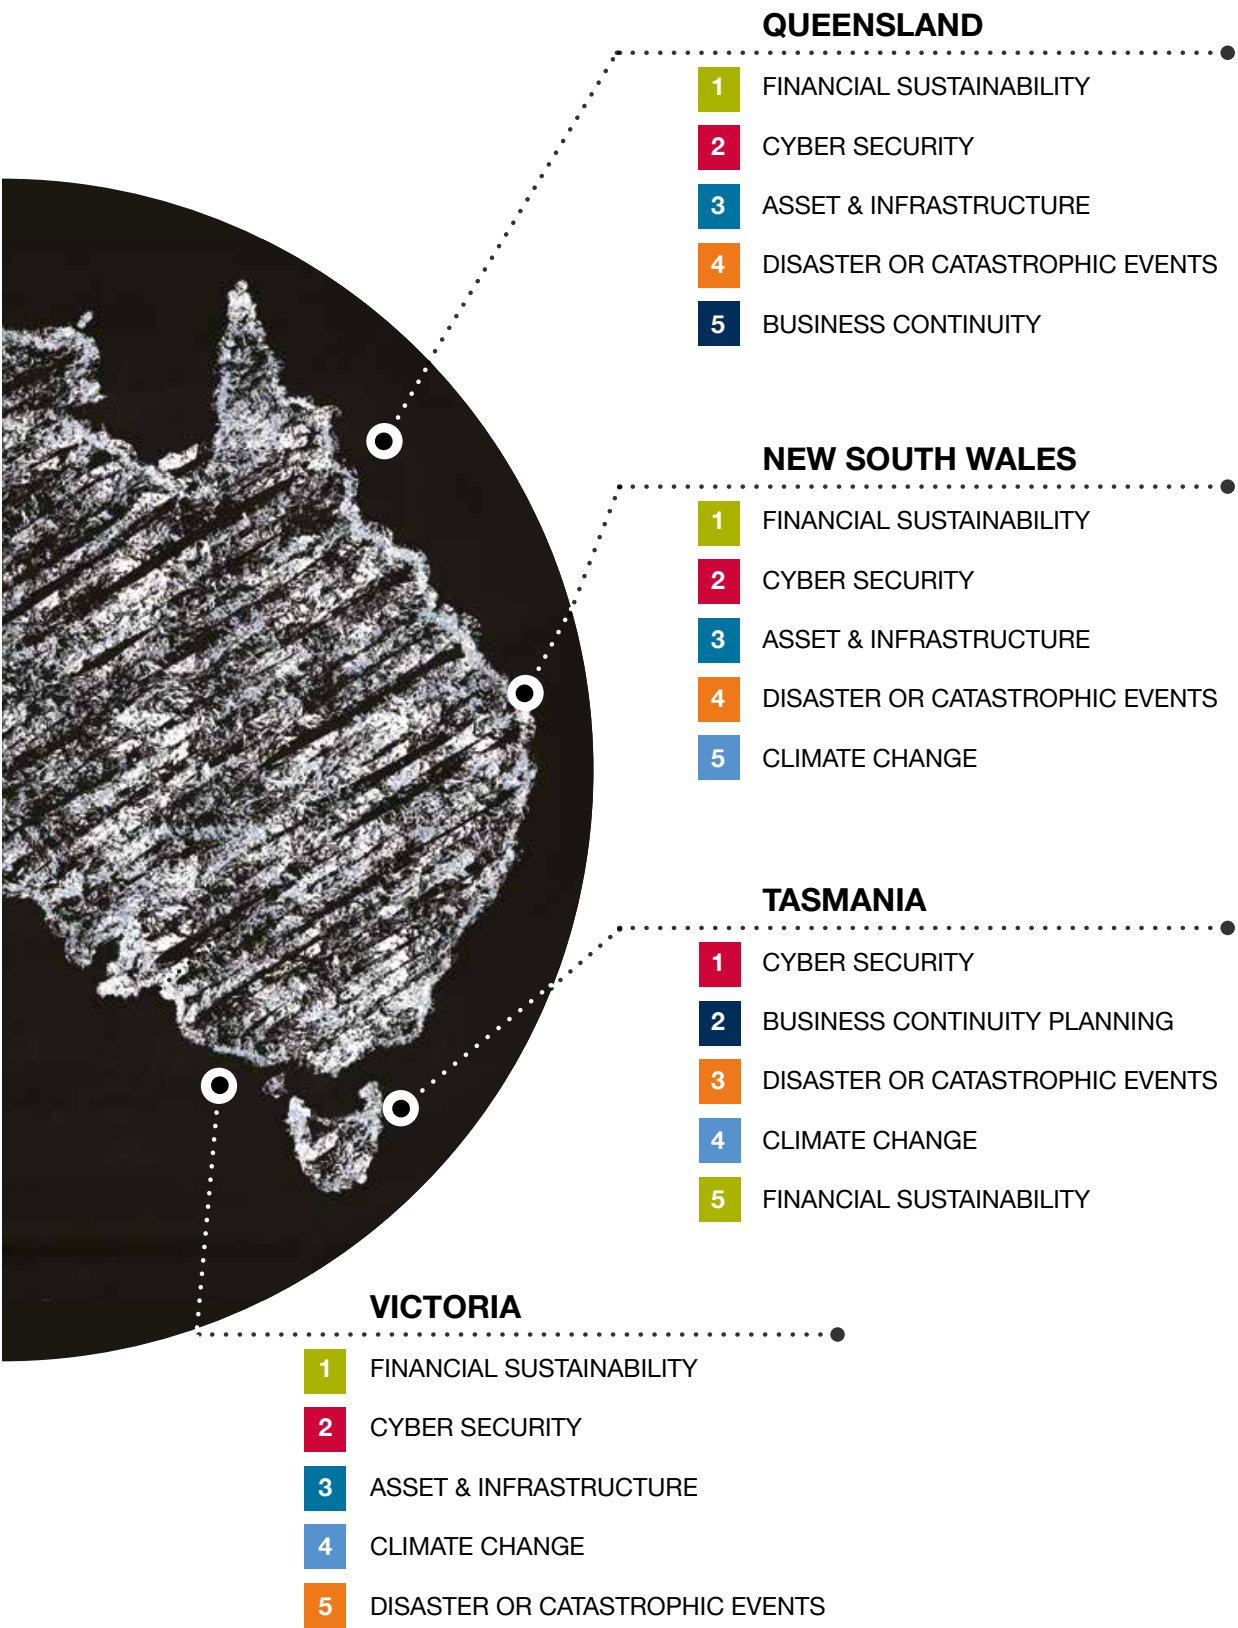 QUEENSLAND
1 FINANCIAL SUSTAINABILITY
2 CYBER SECURITY
3 ASSET & INFRASTRUCTURE
4 DISASTER OR CATASTROPHIC EVENTS
5 BUSINESS CONTINUITY
NEW SOUTH WALES
1 FINANCIAL SUSTAINABILITY
2 CYBER SECURITY
3 ASSET & INFRASTRUCTURE
4 DISASTER OR CATASTROPHIC EVENTS
5 CLIMATE CHANGE
TASMANIA
1 CYBER SECURITY
2 BUSINESS CONTINUITY PLANNING
3 DISASTER OR CATASTROPHIC EVENTS
4 CLIMATE CHANGE
5 FINANCIAL SUSTAINABILITY
VICTORIA
1 FINANCIAL SUSTAINABILITY
2 CYBER SECURITY
3 ASSET & INFRASTRUCTURE
4 CLIMATE CHANGE
5 DISASTER OR CATASTROPHIC EVENTS